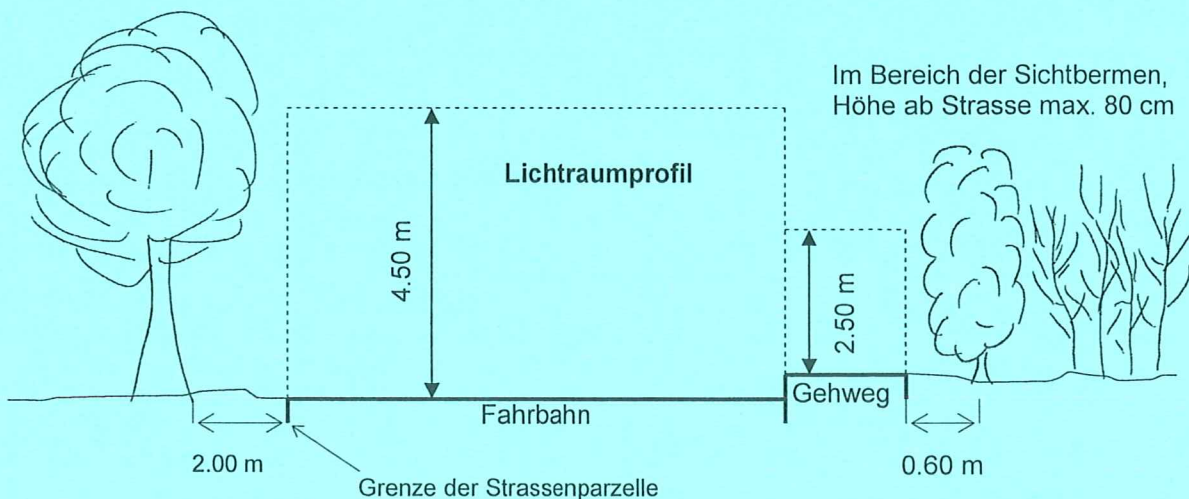 Im Bereich der Sichtbermen,
Höhe ab Strasse max. 80 cm
Lichtraumprofil
4.50 m
2.50 m
Gehweg
Fahrbahn
2.00 m
0.60 m
Grenze der Strassenparzelle